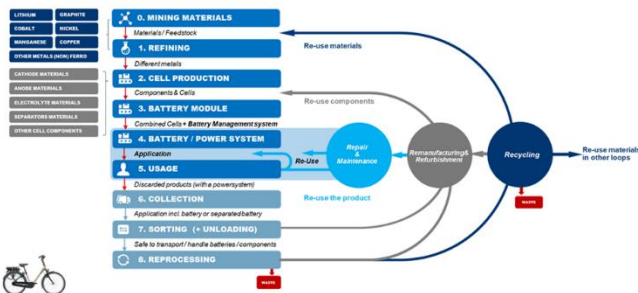 LITHIUM
GRAPHITE
COBALT
NICKEL
MANGANESE
COPPER
OTHER METALS (NON) FERRO
CATHODE MATERIALS
ANOBE MATERIALS
ELECTROLYTE MATERIALS
SEPARATORS MATERIALS
OTHER CELL COMPONENTS
0. MINING MATERIALS
Materials / Feedstock
1. REFINING
Different metals
2. CELL PRODUCTION
Components & Cells
3. BATTERY MODULE
Combined Cells + Battery Management system
4. BATTERY / POWER SYSTEM
Application
Re-Use
5. USAGE
Discarded products (with a powersystem)
6. COLLECTION
Application incl. battery or separated battery
7. SORTING (+ UNLOADING)
Safe to transport / handle batteries / components
8. REPROCESSING
WASTE
Re-use materials
Re-use components
Repair
&
Maintenance
Re-use the product
Remanufacturing&
Refurbishment
Recycling
WASTE
Re-use materials
in other loops